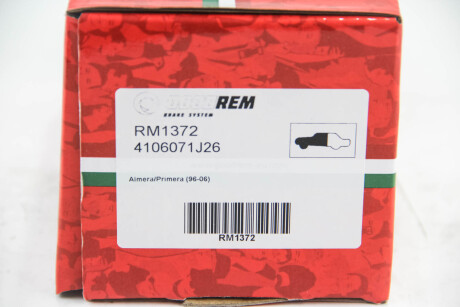 REM
BRAKE SYSTEM
RM1372
4106071J26
Almera/Primera (96-06)
RM1372